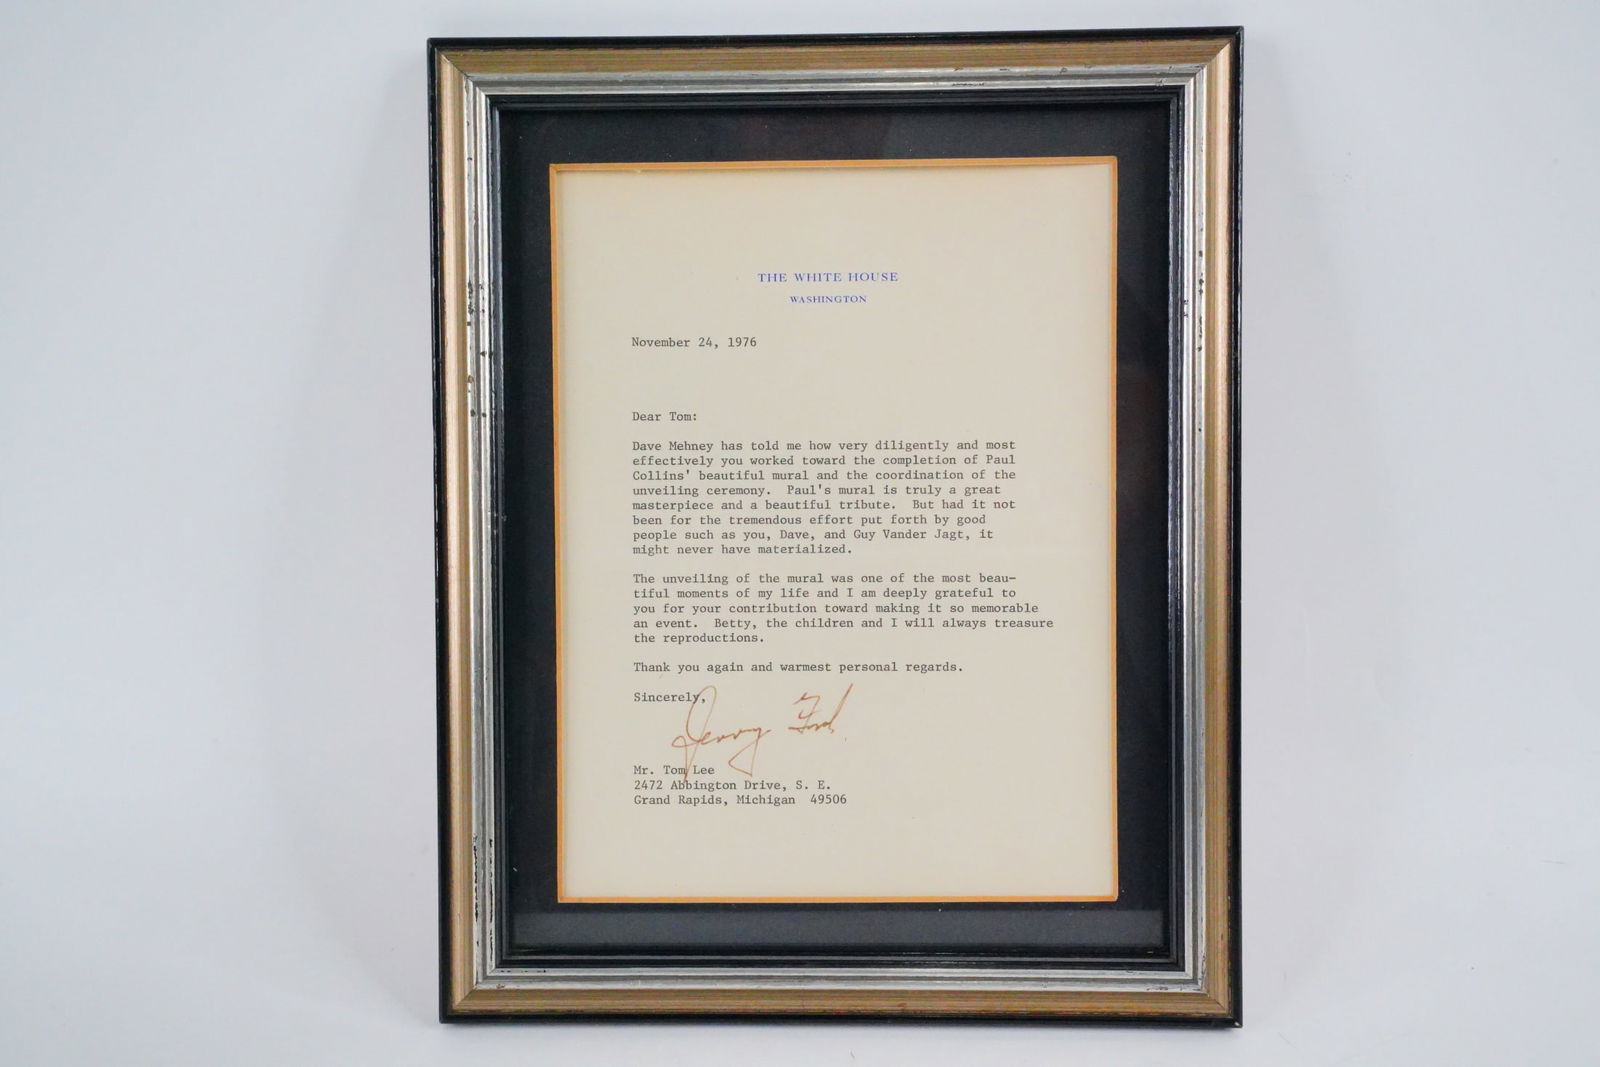 THE WHITE HOUSE
WASHINGTON
November 24, 1976
Dear Tom:
Dave Mehney has told me how very diligently and most
effectively you worked toward the completion of Paul
Collins' beautiful mural and the coordination of the
unveiling ceremony.  Paul's mural is truly a great
masterpiece and a beautiful tribute.  But had it not
been for the tremendous effort put forth by good
people such as you, Dave, and Guy Vander Jagt, it
might never have materialized.
The unveiling of the mural was one of the most beau-
tiful moments of my life and I am deeply grateful to
you for your contribution toward making it so memorable
an event.  Betty, the children and I will always treasure
the reproductions.
Thank you again and warmest personal regards.
Sincerely,
Jerry Ford
Mr. Tom Lee
2472 Abbington Drive, S. E.
Grand Rapids, Michigan  49506